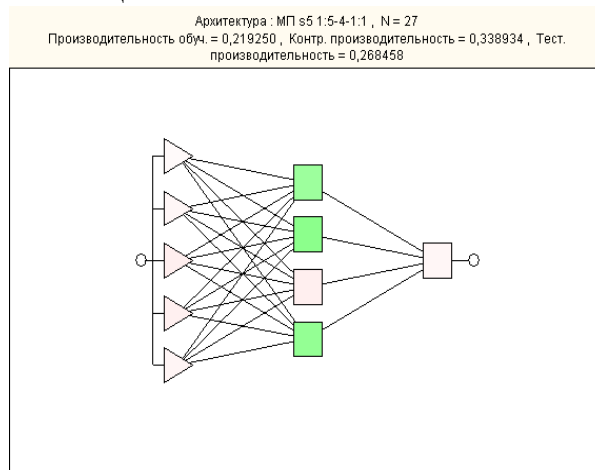 Архитектура : МП s5 1:5-4-1:1 , N = 27
Производительность обуч. = 0,219250 , Контр. производительность = 0,338934 , Тест.
производительность = 0,268458